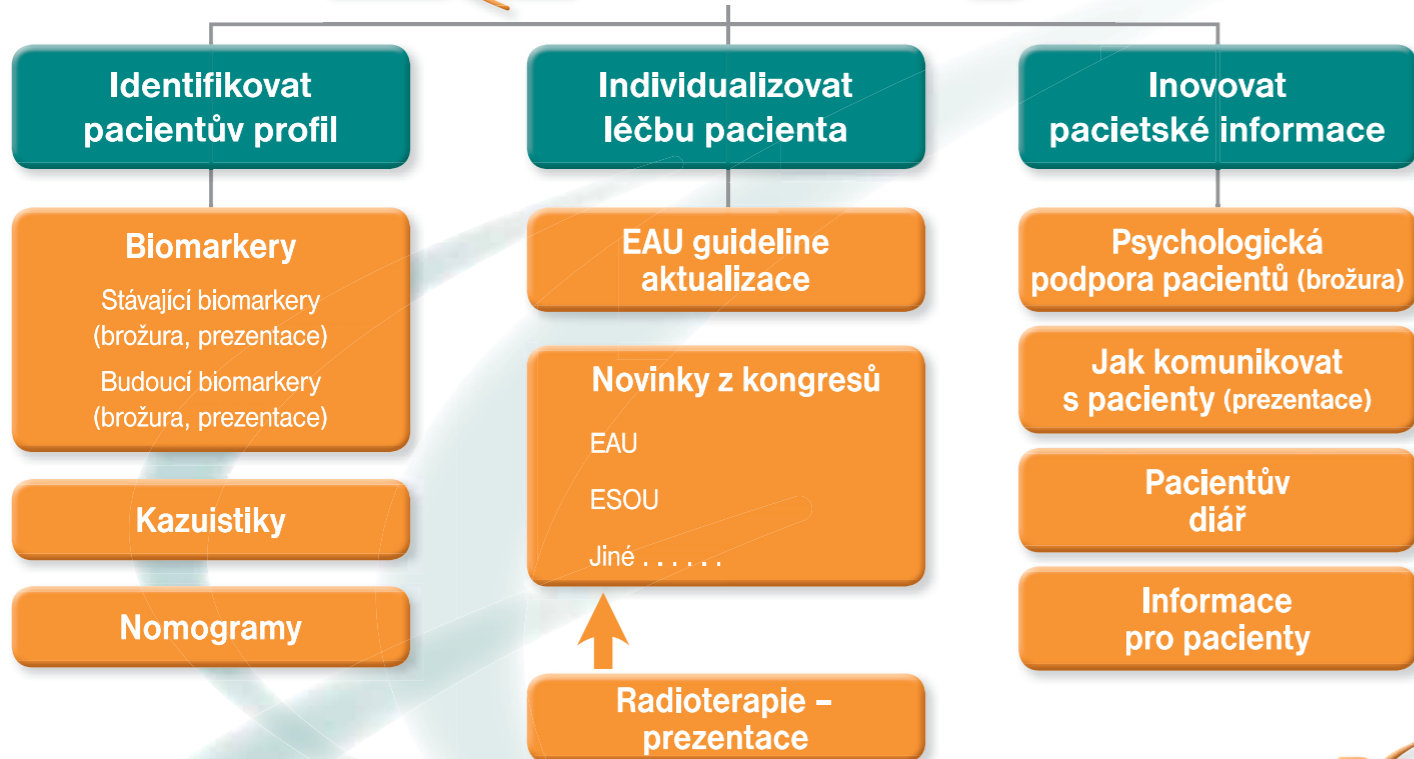 Identifikovat
pacientův profil
Biomarkery
Stávající biomarkery
(brožura, prezentace)
Budoucí biomarkery
(brožura, prezentace)
Kazuistiky
Nomogramy
Individualizovat
léčbu pacienta
EAU guideline
aktualizace
Novinky z kongresů
EAU
ESOU
Jiné . . . . . .
Radioterapie –
prezentace
Inovovat
pacietské informace
Psychologická
podpora pacientů (brožura)
Jak komunikovat
s pacienty (prezentace)
Pacientův
diář
Informace
pro pacienty